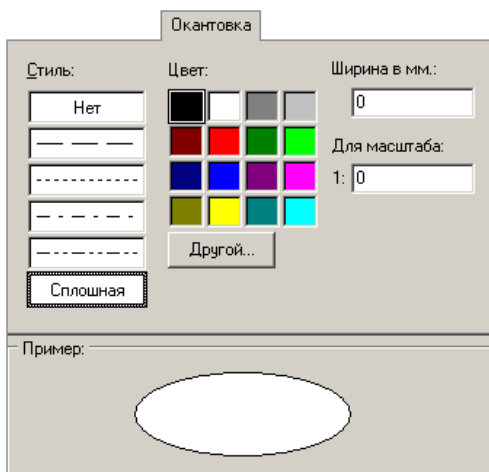 Окантовка
Стиль:
Цвет:
Ширина в мм.:
Нет
0
Для масштаба:
1: 0
Другой...
Сплошная
Пример: